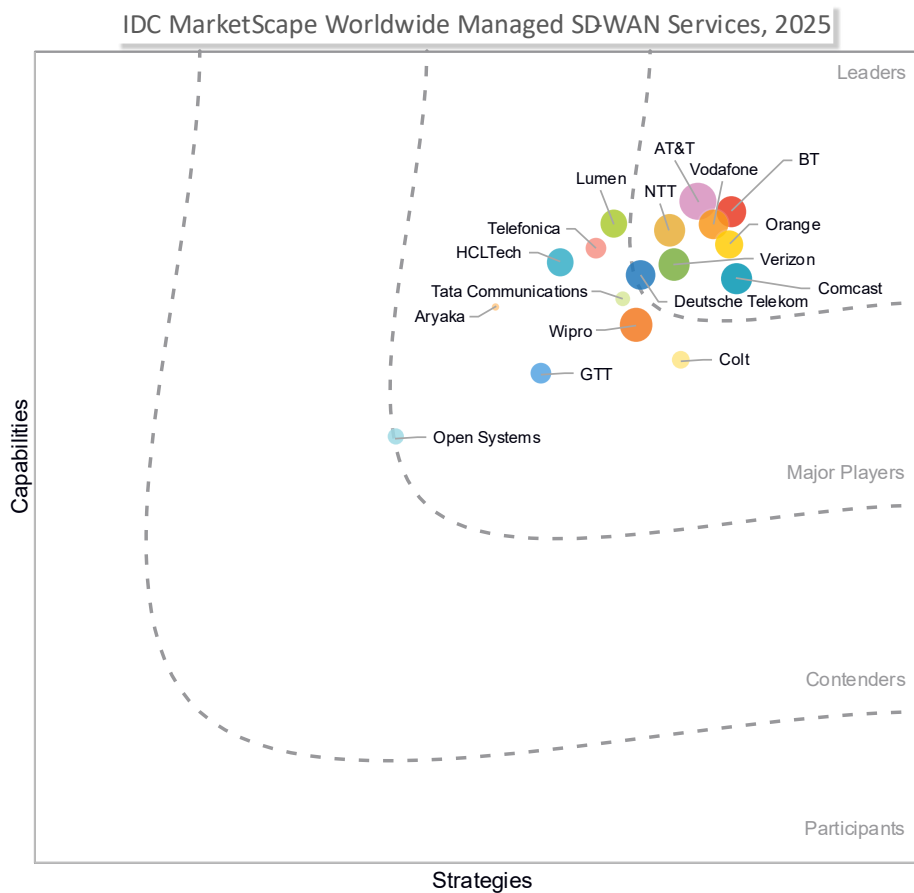 IDC MarketScape Worldwide Managed SD-WAN Services, 2025
Leaders
AT&T
Vodafone
BT
Lumen
NTT
Telefonica
Orange
HCLTech
Verizon
Tata Communications
Deutsche Telekom
Comcast
Aryaka
Wipro
Colt
GTT
Open Systems
Major Players
Capabilities
Contenders
Participants
Strategies